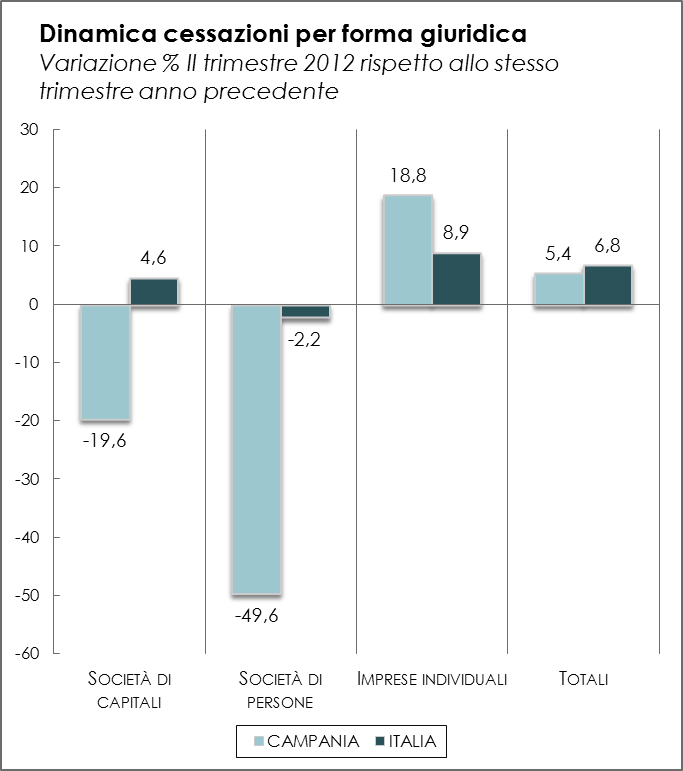 Dinamica cessazioni per forma giuridica
Variazione % II trimestre 2012 rispetto allo stesso
trimestre anno precedente
30
20
10
0
-10
-20
-30
-40
-50
-60
-19,6
4,6
-49,6
-2,2
18,8
8,9
5,4
6,8
SOCIETÀ DI
CAPITALI
SOCIETÀ DI
PERSONE
IMPRESE INDIVIDUALI
TOTALI
CAMPANIA
ITALIA